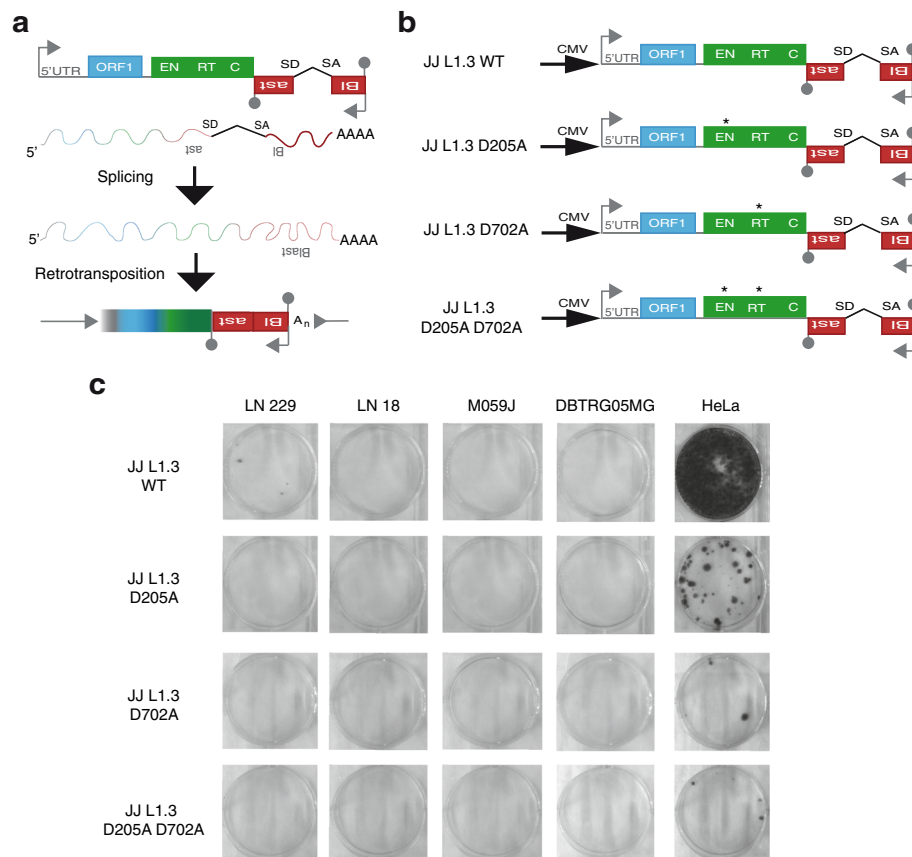 a
5'UTR ORF1 EN RT C SD SA
ast Bl
5' SD SA AAAA
ast Bl
Splicing
5' AAAA
Blast
Retrotransposition
ast Bl An
b
JJ L1.3 WT CMV 5'UTR ORF1 EN RT C SD SA
ast Bl
JJ L1.3 D205A CMV 5'UTR ORF1 * EN RT C SD SA
ast Bl
JJ L1.3 D702A CMV 5'UTR ORF1 EN * RT C SD SA
ast Bl
JJ L1.3
D205A D702A CMV 5'UTR ORF1 * EN * RT C SD SA
ast Bl
c
LN 229 LN 18 M059J DBTRG05MG HeLa
JJ L1.3
WT
JJ L1.3
D205A
JJ L1.3
D702A
JJ L1.3
D205A D702A